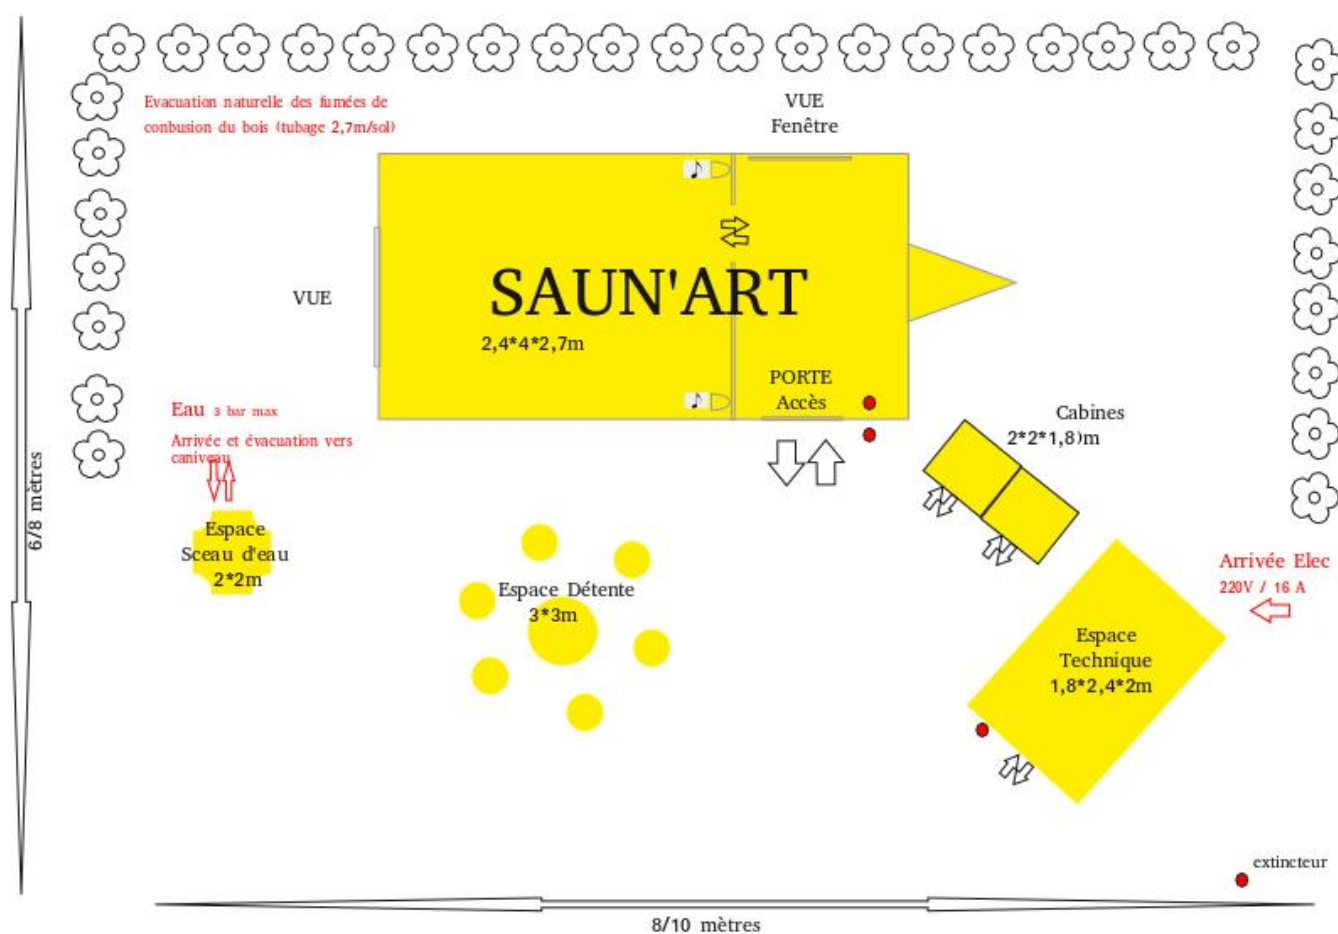 Evacuation naturelle des fumées de
conbusion du bois (tubage 2,7m/sol)
VUE
Fenêtre
SAUN'ART
2,4*4*2,7m
VUE
PORTE
Accès
Cabines
2*2*1,8)m
Eau 3 bar max
Arrivée et évacuation vers
caniveau
6/8 mètres
Espace
Sceau d'eau
2*2m
Espace Détente
3*3m
Arrivée Elec
220V / 16 A
Espace
Technique
1,8*2,4*2m
extincteur
8/10 mètres